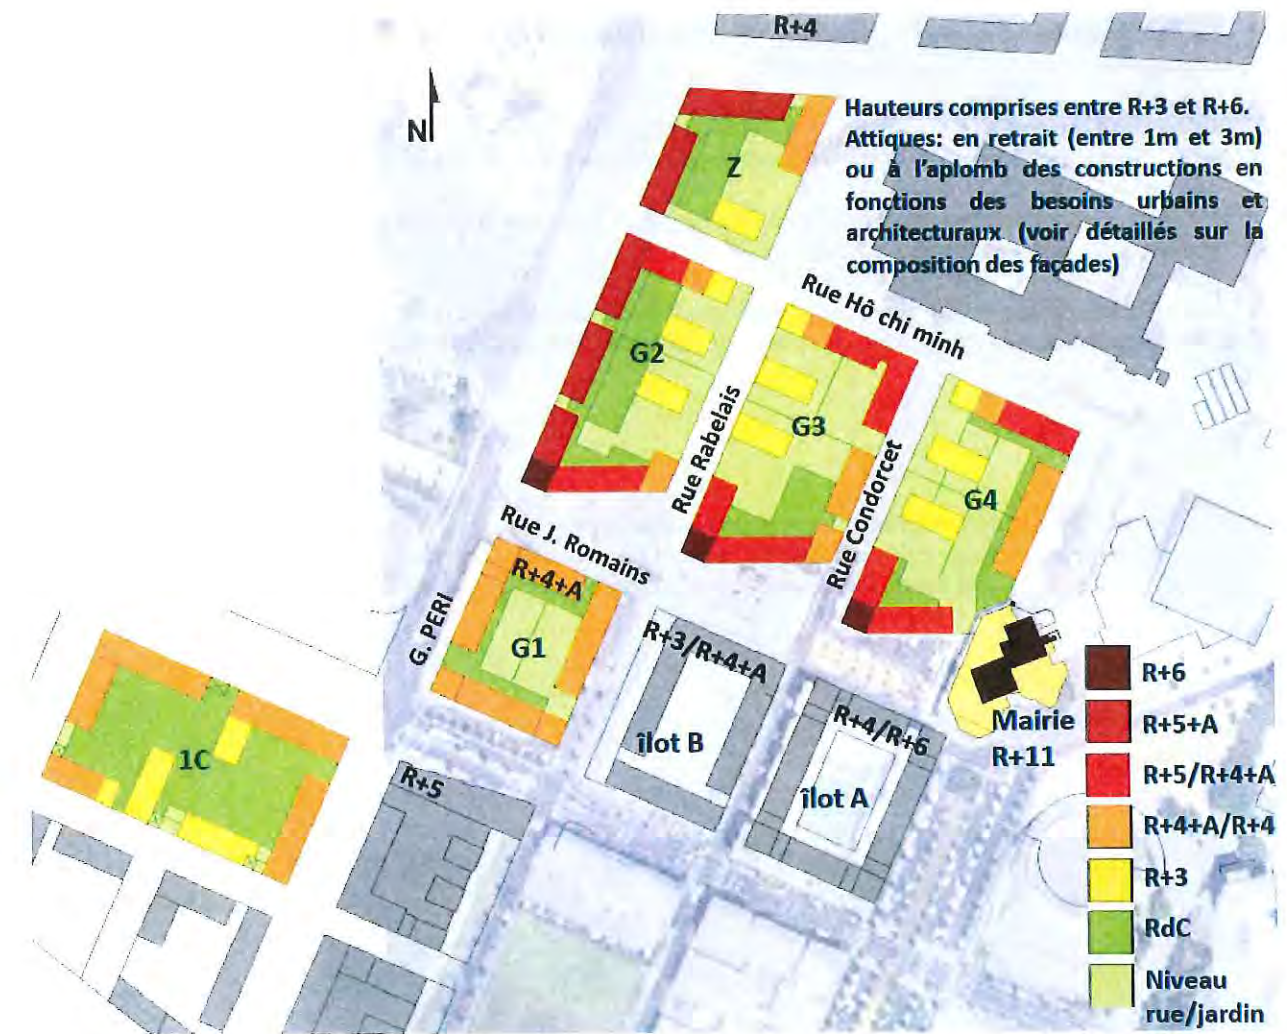 R+4
N
Hauteurs comprises entre R+3 et R+6.
Attiques: en retrait (entre 1m et 3m)
ou à l'aplomb des constructions en
fonctions des besoins urbains et
architecturaux (voir détaillés sur la
composition des façades)
Z
Rue Hô chi minh
G2
G3
G4
Rue Rabelais
Rue Condorcet
Rue J. Romains
G. PERI
R+4+A
G1
R+3/R+4+A
îlot B
R+4/R+6
îlot A
Mairie
R+11
1C
R+5
R+6
R+5+A
R+5/R+4+A
R+4+A/R+4
R+3
RdC
Niveau
rue/jardin